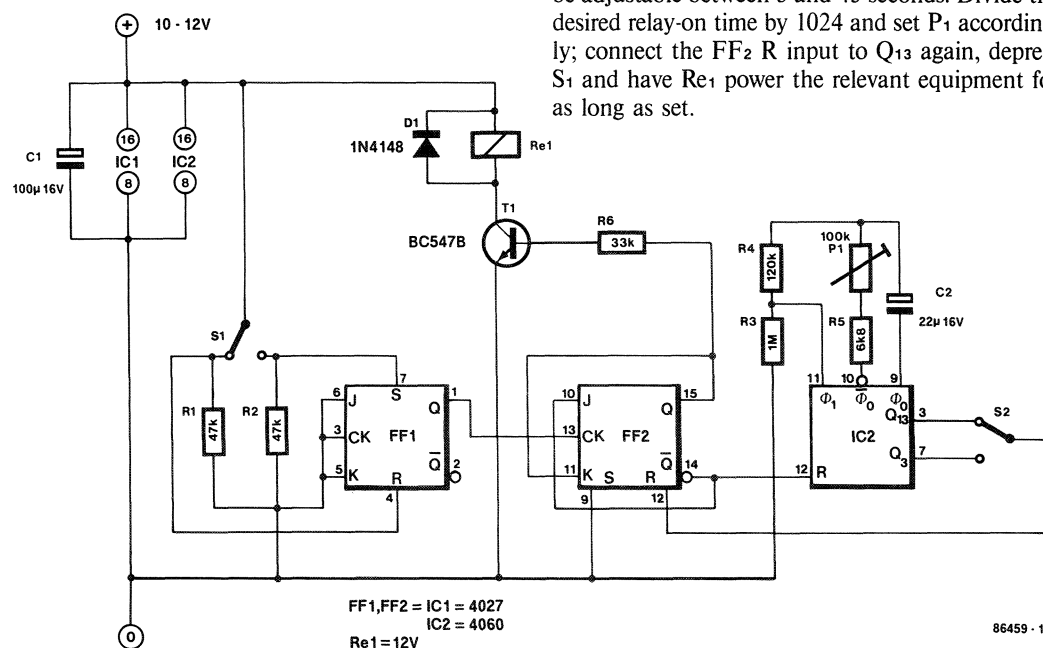 be adjustable between 5 and 45 seconds. Divide
desired relay-on time by 1024 and set P1 accordin
ly; connect the FF2 R input to Q13 again, depre
S1 and have Re1 power the relevant equipment
as long as set.
+
10 - 12V
C1
100µ 16V
16
IC1
8
16
IC2
8
D1
1N4148
Re1
T1
BC547B
R6
33k
R4
120k
100k
P1
C2
22µ 16V
R3
1M
R5
6k8
S1
R1
47k
R2
47k
6
J
7
S
1
Q
3
CK
FF1
5
K
R
Q
2
4
10
J
15
Q
13
CK
FF2
11
K
S
R
Q
14
9
12
11
10
9
Φ1
Φ0
Φ0
Q13
3
IC2
Q3
7
12
R
S2
FF1,FF2 = IC1 = 4027
IC2 = 4060
Re1 = 12V
0
86459 - 1